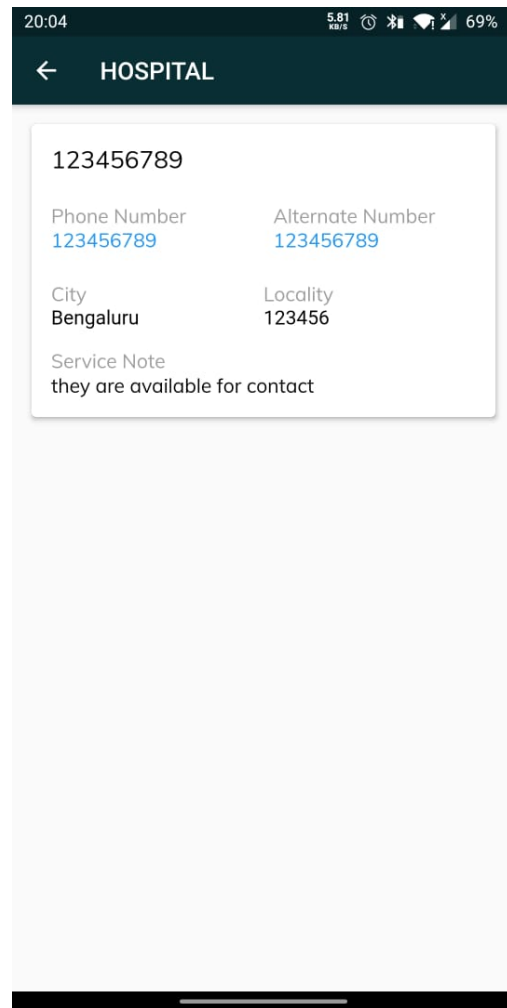 20:04 5.81 KB/S X 69%
HOSPITAL
123456789
Phone Number Alternate Number
123456789 123456789
City Locality
Bengaluru 123456
Service Note
they are available for contact